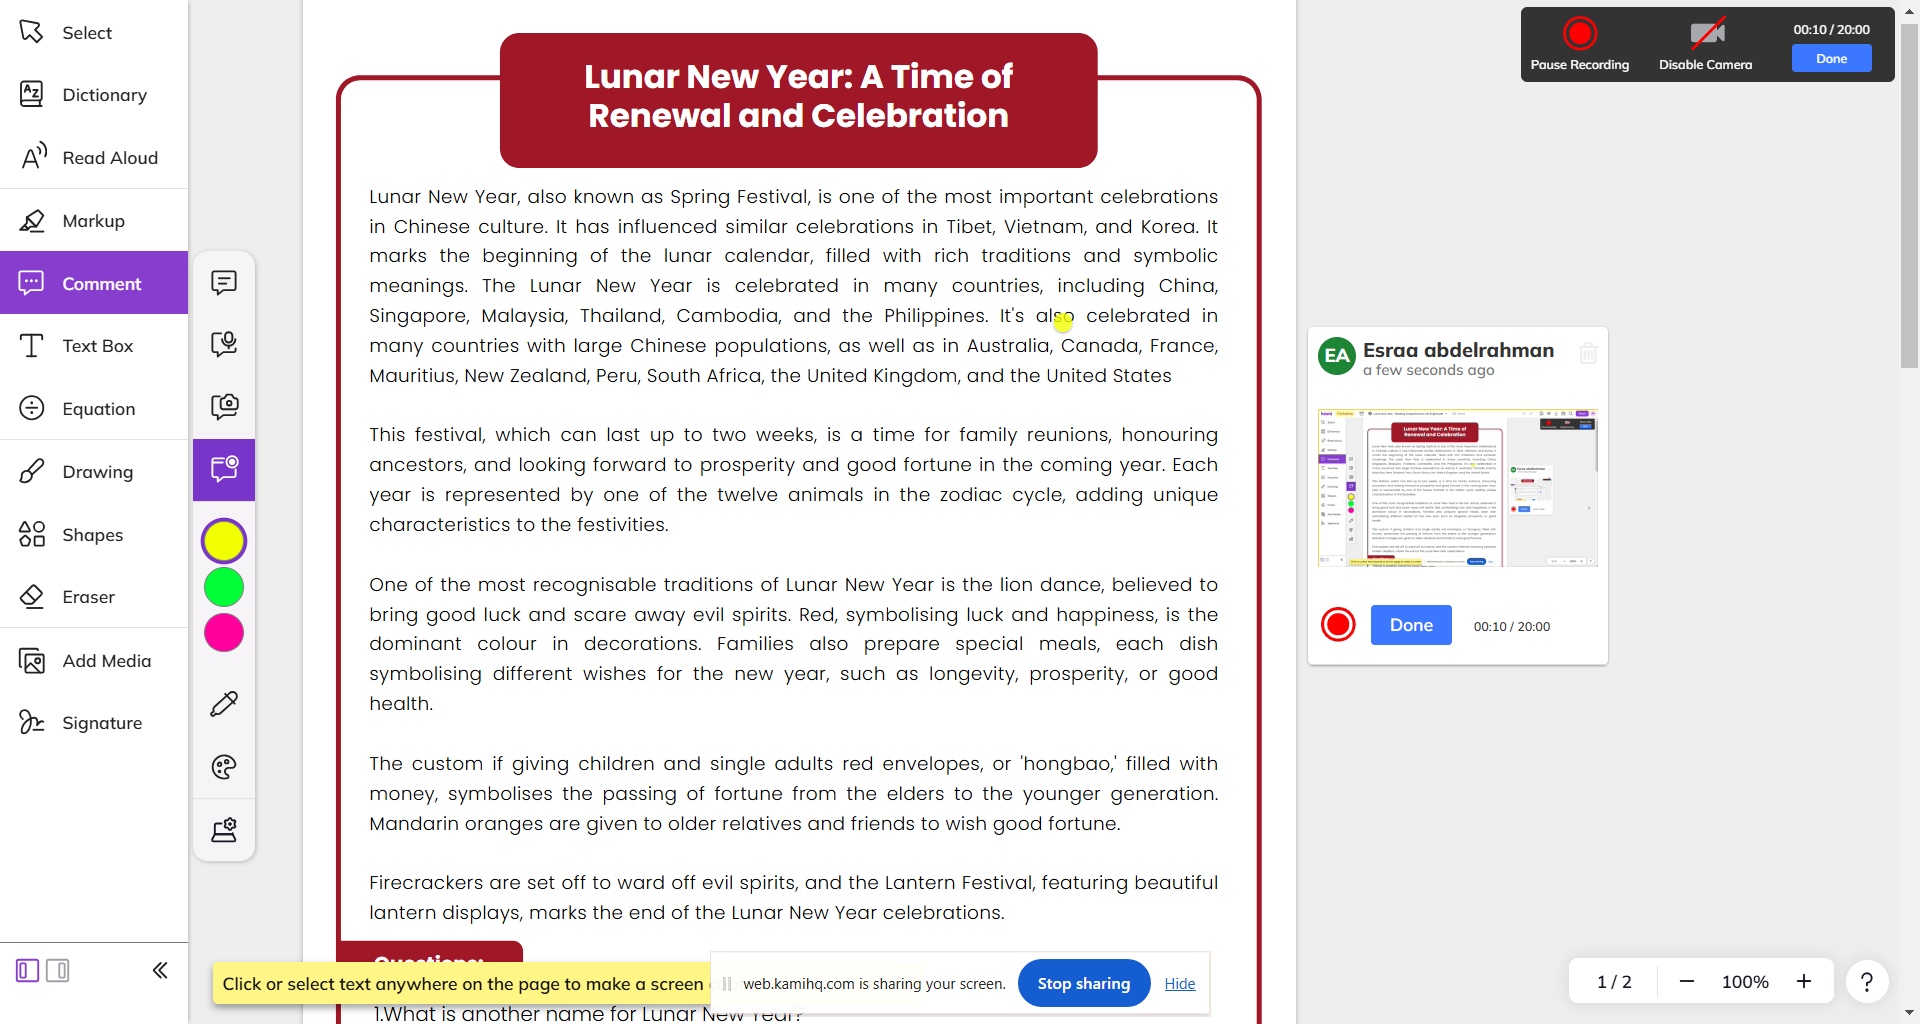 Select
Dictionary
Read Aloud
Markup
Comment
Text Box
Equation
Drawing
Shapes
Eraser
Add Media
Signature
Lunar New Year: A Time of
Renewal and Celebration
Lunar New Year, also known as Spring Festival, is one of the most important celebrations
in Chinese culture. It has influenced similar celebrations in Tibet, Vietnam, and Korea. It
marks the beginning of the lunar calendar, filled with rich traditions and symbolic
meanings. The Lunar New Year is celebrated in many countries, including China,
Singapore, Malaysia, Thailand, Cambodia, and the Philippines. It's also celebrated in
many countries with large Chinese populations, as well as in Australia, Canada, France,
Mauritius, New Zealand, Peru, South Africa, the United Kingdom, and the United States
This festival, which can last up to two weeks, is a time for family reunions, honouring
ancestors, and looking forward to prosperity and good fortune in the coming year. Each
year is represented by one of the twelve animals in the zodiac cycle, adding unique
characteristics to the festivities.
One of the most recognisable traditions of Lunar New Year is the lion dance, believed to
bring good luck and scare away evil spirits. Red, symbolising luck and happiness, is the
dominant colour in decorations. Families also prepare special meals, each dish
symbolising different wishes for the new year, such as longevity, prosperity, or good
health.
The custom if giving children and single adults red envelopes, or 'hongbao,' filled with
money, symbolises the passing of fortune from the elders to the younger generation.
Mandarin oranges are given to older relatives and friends to wish good fortune.
Firecrackers are set off to ward off evil spirits, and the Lantern Festival, featuring beautiful
lantern displays, marks the end of the Lunar New Year celebrations.
Questions:
Click or select text anywhere on the page to make a screen
web.kamihq.com is sharing your screen.
Stop sharing
Hide
1.What is another name for Lunar New Year?
Pause Recording
Disable Camera
00:10 / 20:00
Done
EA
Esraa abdelrahman
a few seconds ago
Lunar New Year: A Time of
Renewal and Celebration
Done
00:10 / 20:00
1 / 2
100%
?